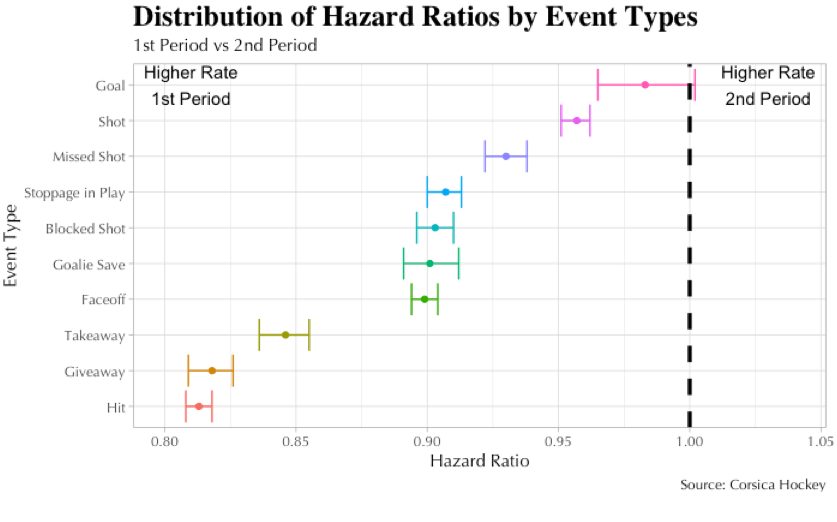 Distribution of Hazard Ratios by Event Types
1st Period vs 2nd Period
Higher Rate
1st Period
Higher Rate
2nd Period
Event Type
Goal
Shot
Missed Shot
Stoppage in Play
Blocked Shot
Goalie Save
Faceoff
Takeaway
Giveaway
Hit
0.80 0.85 0.90 0.95 1.00 1.05
Hazard Ratio
Source: Corsica Hockey